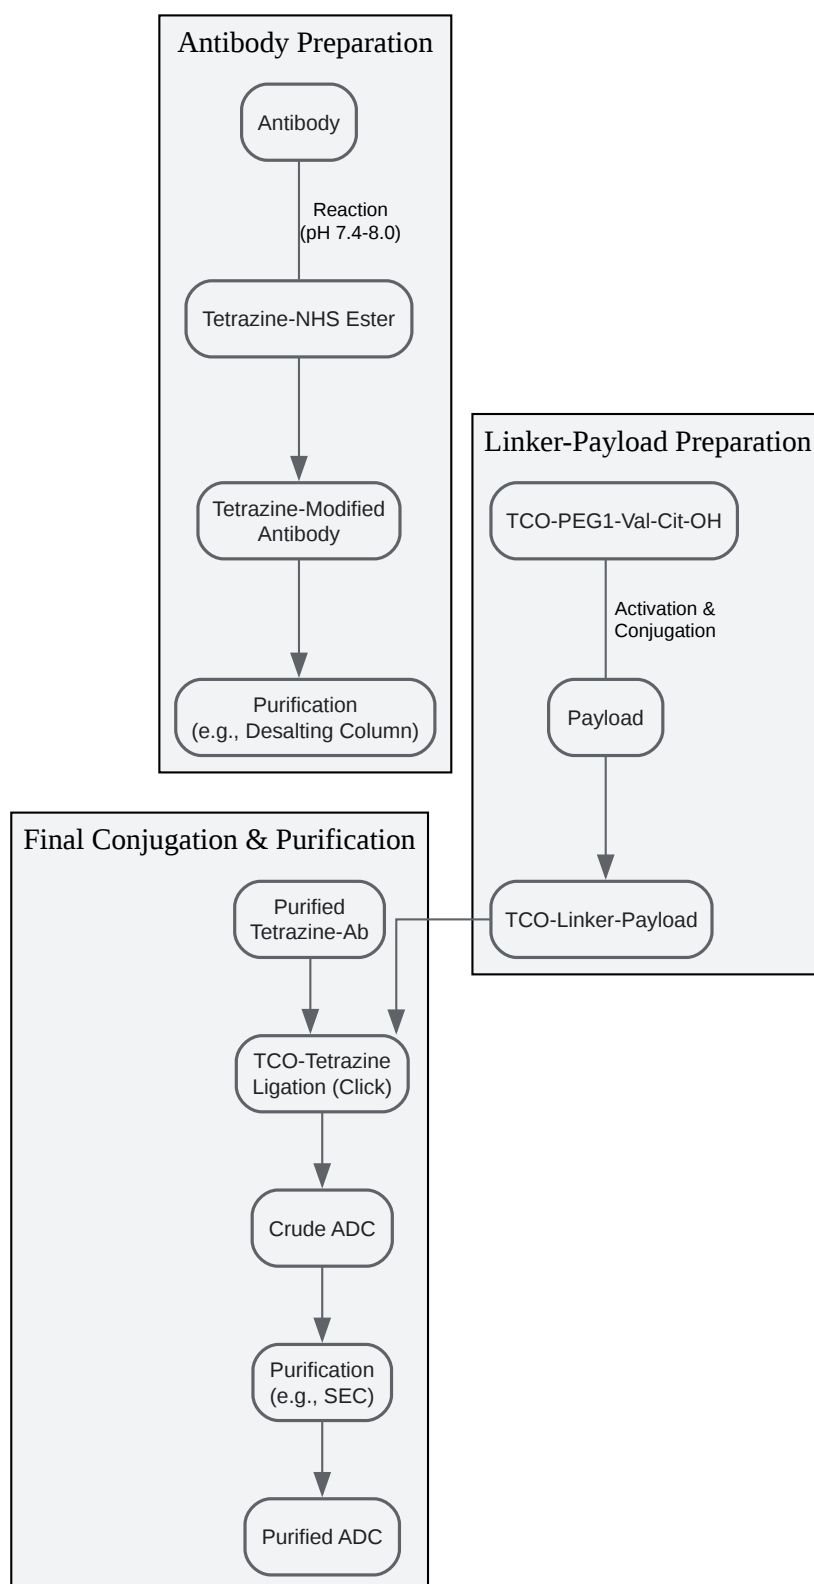 Antibody Preparation
Antibody
Reaction
(pH 7.4-8.0)
Tetrazine-NHS Ester
Tetrazine-Modified
Antibody
Purification
(e.g., Desalting Column)
Linker-Payload Preparation
TCO-PEG1-Val-Cit-OH
Activation &
Conjugation
Payload
TCO-Linker-Payload
Final Conjugation & Purification
Purified
Tetrazine-Ab
TCO-Tetrazine
Ligation (Click)
Crude ADC
Purification
(e.g., SEC)
Purified ADC